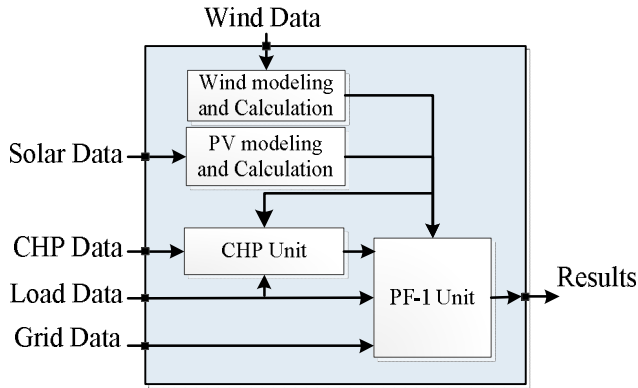 Wind Data
Wind modeling
and Calculation
Solar Data
PV modeling
and Calculation
CHP Data
CHP Unit
Load Data
PF-1 Unit
Results
Grid Data